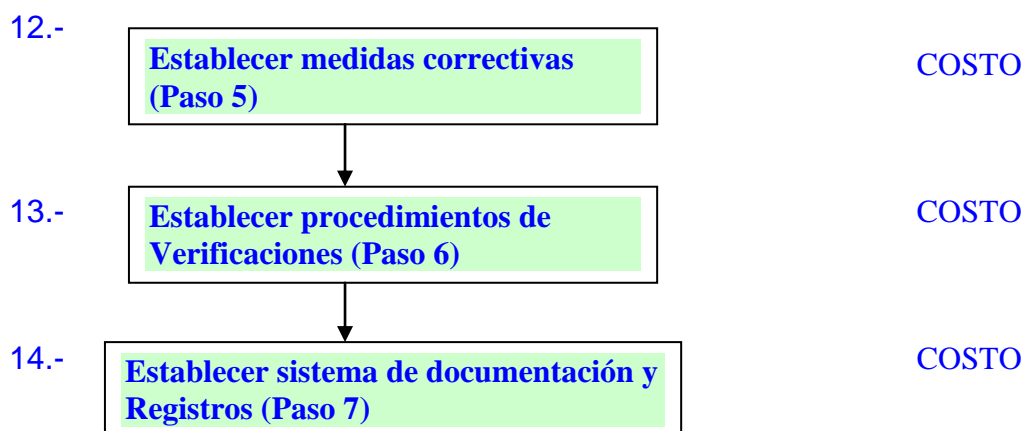 12.-
Establecer medidas correctivas
(Paso 5)
COSTO
13.-
Establecer procedimientos de
Verificaciones (Paso 6)
COSTO
14.-
Establecer sistema de documentación y
Registros (Paso 7)
COSTO